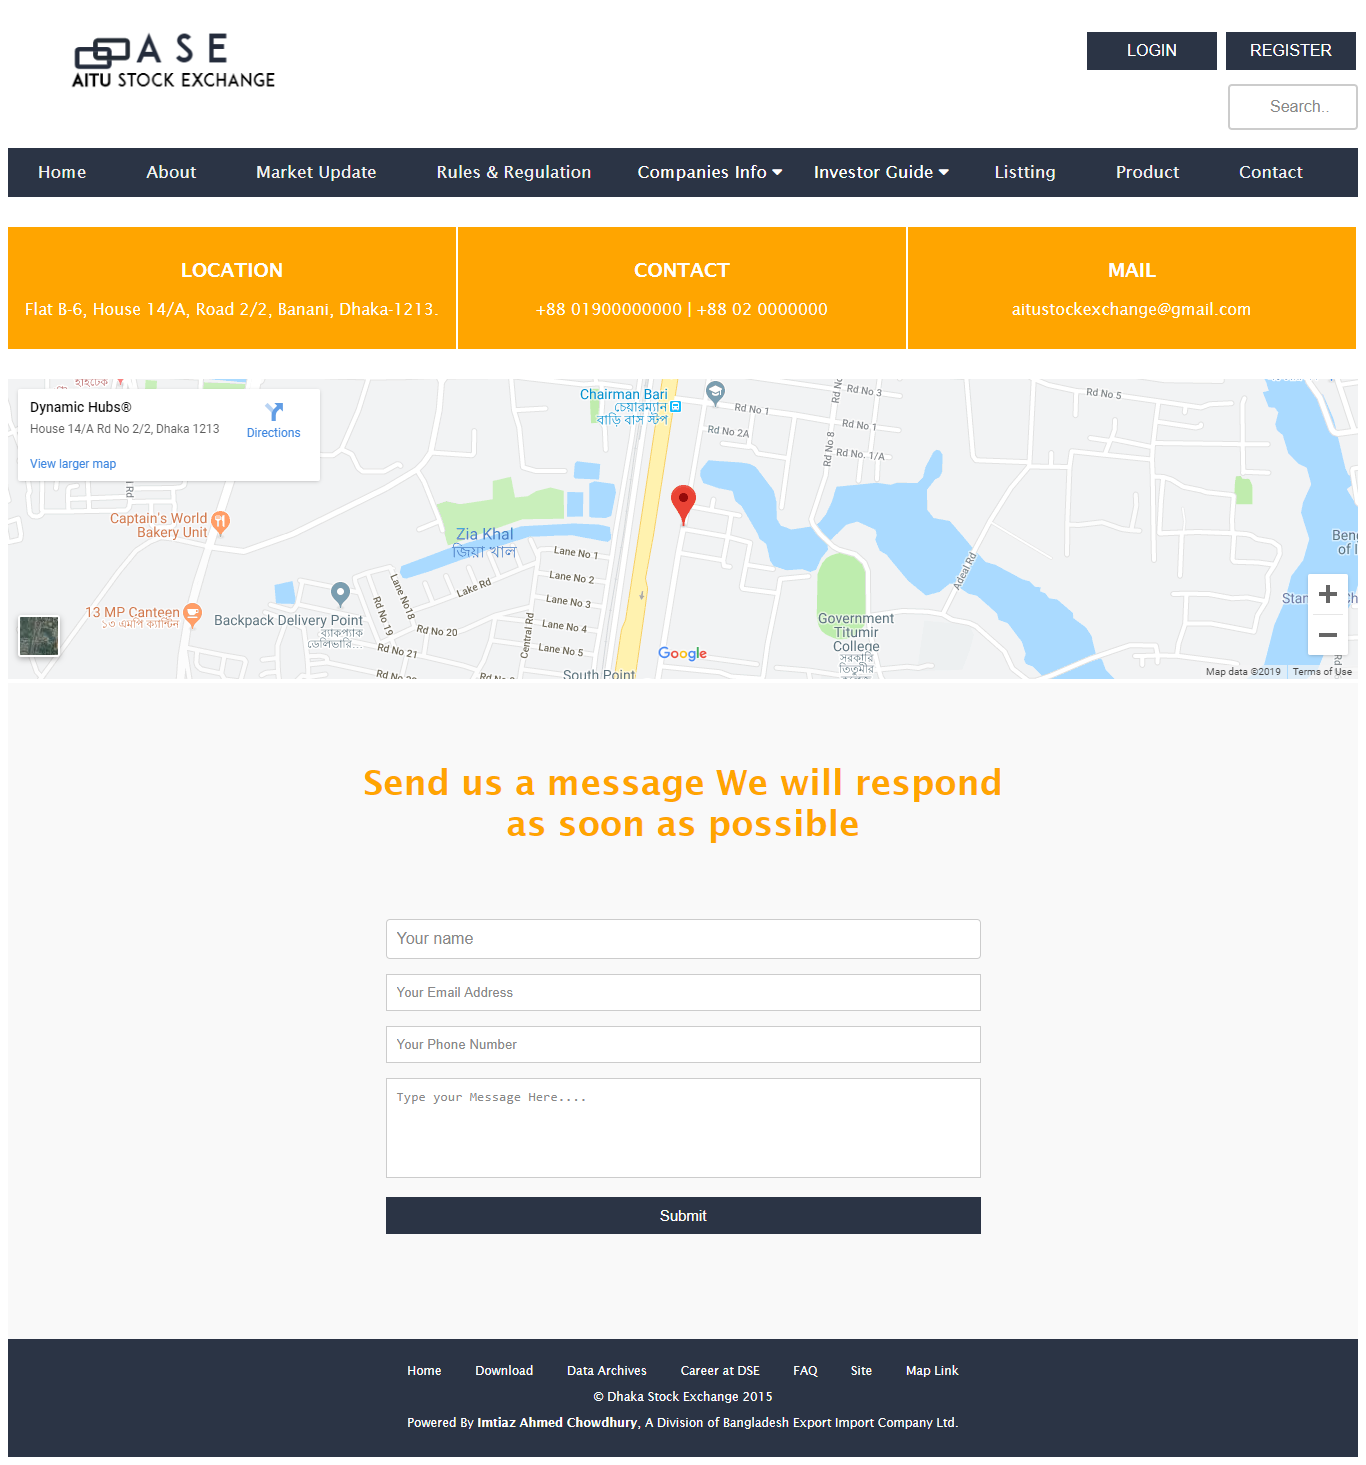 ASE
AITU STOCK EXCHANGE
LOGIN
REGISTER
Search..
Home
About
Market Update
Rules & Regulation
Companies Info
Investor Guide
Listting
Product
Contact
LOCATION
Flat B-6, House 14/A, Road 2/2, Banani, Dhaka-1213.
CONTACT
+88 01900000000 | +88 02 0000000
MAIL
aitustockexchange@gmail.com
Dynamic Hubs®
House 14/A Rd No 2/2, Dhaka 1213
Directions
View larger map
Chairman Bari
চেয়ারম্যান
বাড়ি বাস স্টপ
Rd No 1
Rd No 3
Rd No 5
Rd No 2A
Rd No 8
Rd No 1
Rd No. 1/A
Captain's World
Bakery Unit
Zia Khal
জিয়া খাল
Lane No 1
Lane No 2
Lane No 3
Lane No 4
Lane No 5
Lake Rd
Lane No18
Rd No 19
Rd No 20
Rd No 21
Central Rd
Adeal Rd
13 MP Canteen
১৩ এমপি ক্যান্টিন
Backpack Delivery Point
ব্যাকপ্যাক
ডেলিভারি...
Government
Titumir
College
সরকারি
তিতুমীর
South Point
Google
Map data ©2019
Terms of Use
Send us a message We will respond
as soon as possible
Your name
Your Email Address
Your Phone Number
Type your Message Here....
Submit
Home
Download
Data Archives
Career at DSE
FAQ
Site
Map Link
© Dhaka Stock Exchange 2015
Powered By Imtiaz Ahmed Chowdhury, A Division of Bangladesh Export Import Company Ltd.